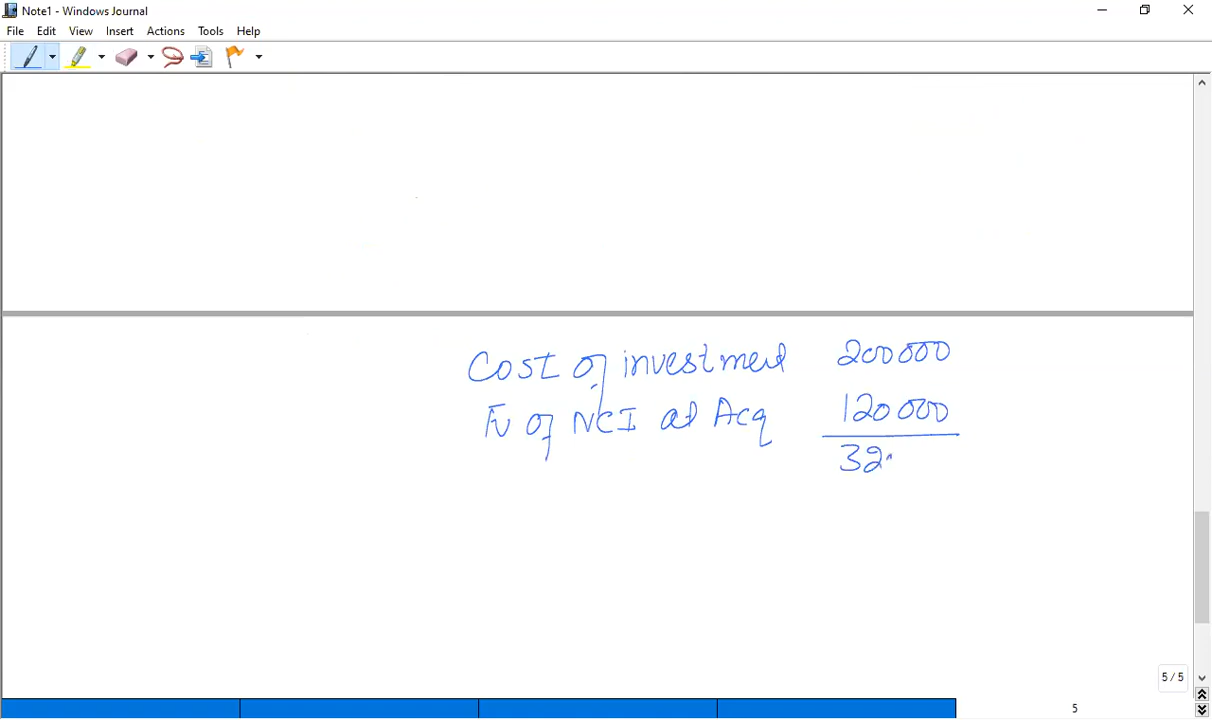 Note1 - Windows Journal
File Edit View Insert Actions Tools Help
Cost of investment 200000
Fv of NCI at Acq 120000
32
5 / 5
5